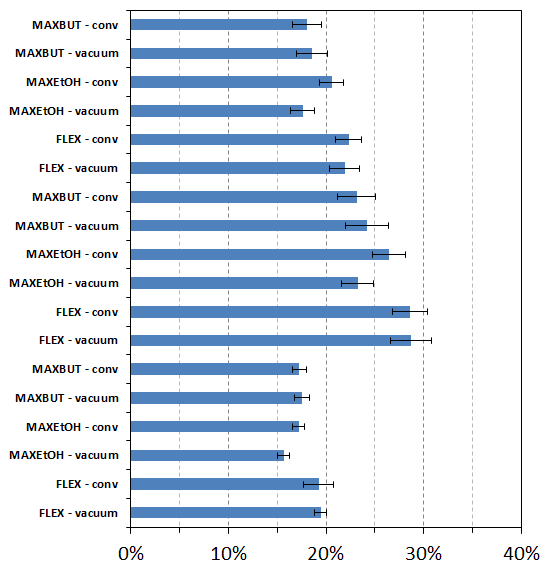 MAXBUT - conv
MAXBUT - vacuum
MAXEtOH - conv
MAXEtOH - vacuum
FLEX - conv
FLEX - vacuum
MAXBUT - conv
MAXBUT - vacuum
MAXEtOH - conv
MAXEtOH - vacuum
FLEX - conv
FLEX - vacuum
MAXBUT - conv
MAXBUT - vacuum
MAXEtOH - conv
MAXEtOH - vacuum
FLEX - conv
FLEX - vacuum
0% 10% 20% 30% 40%